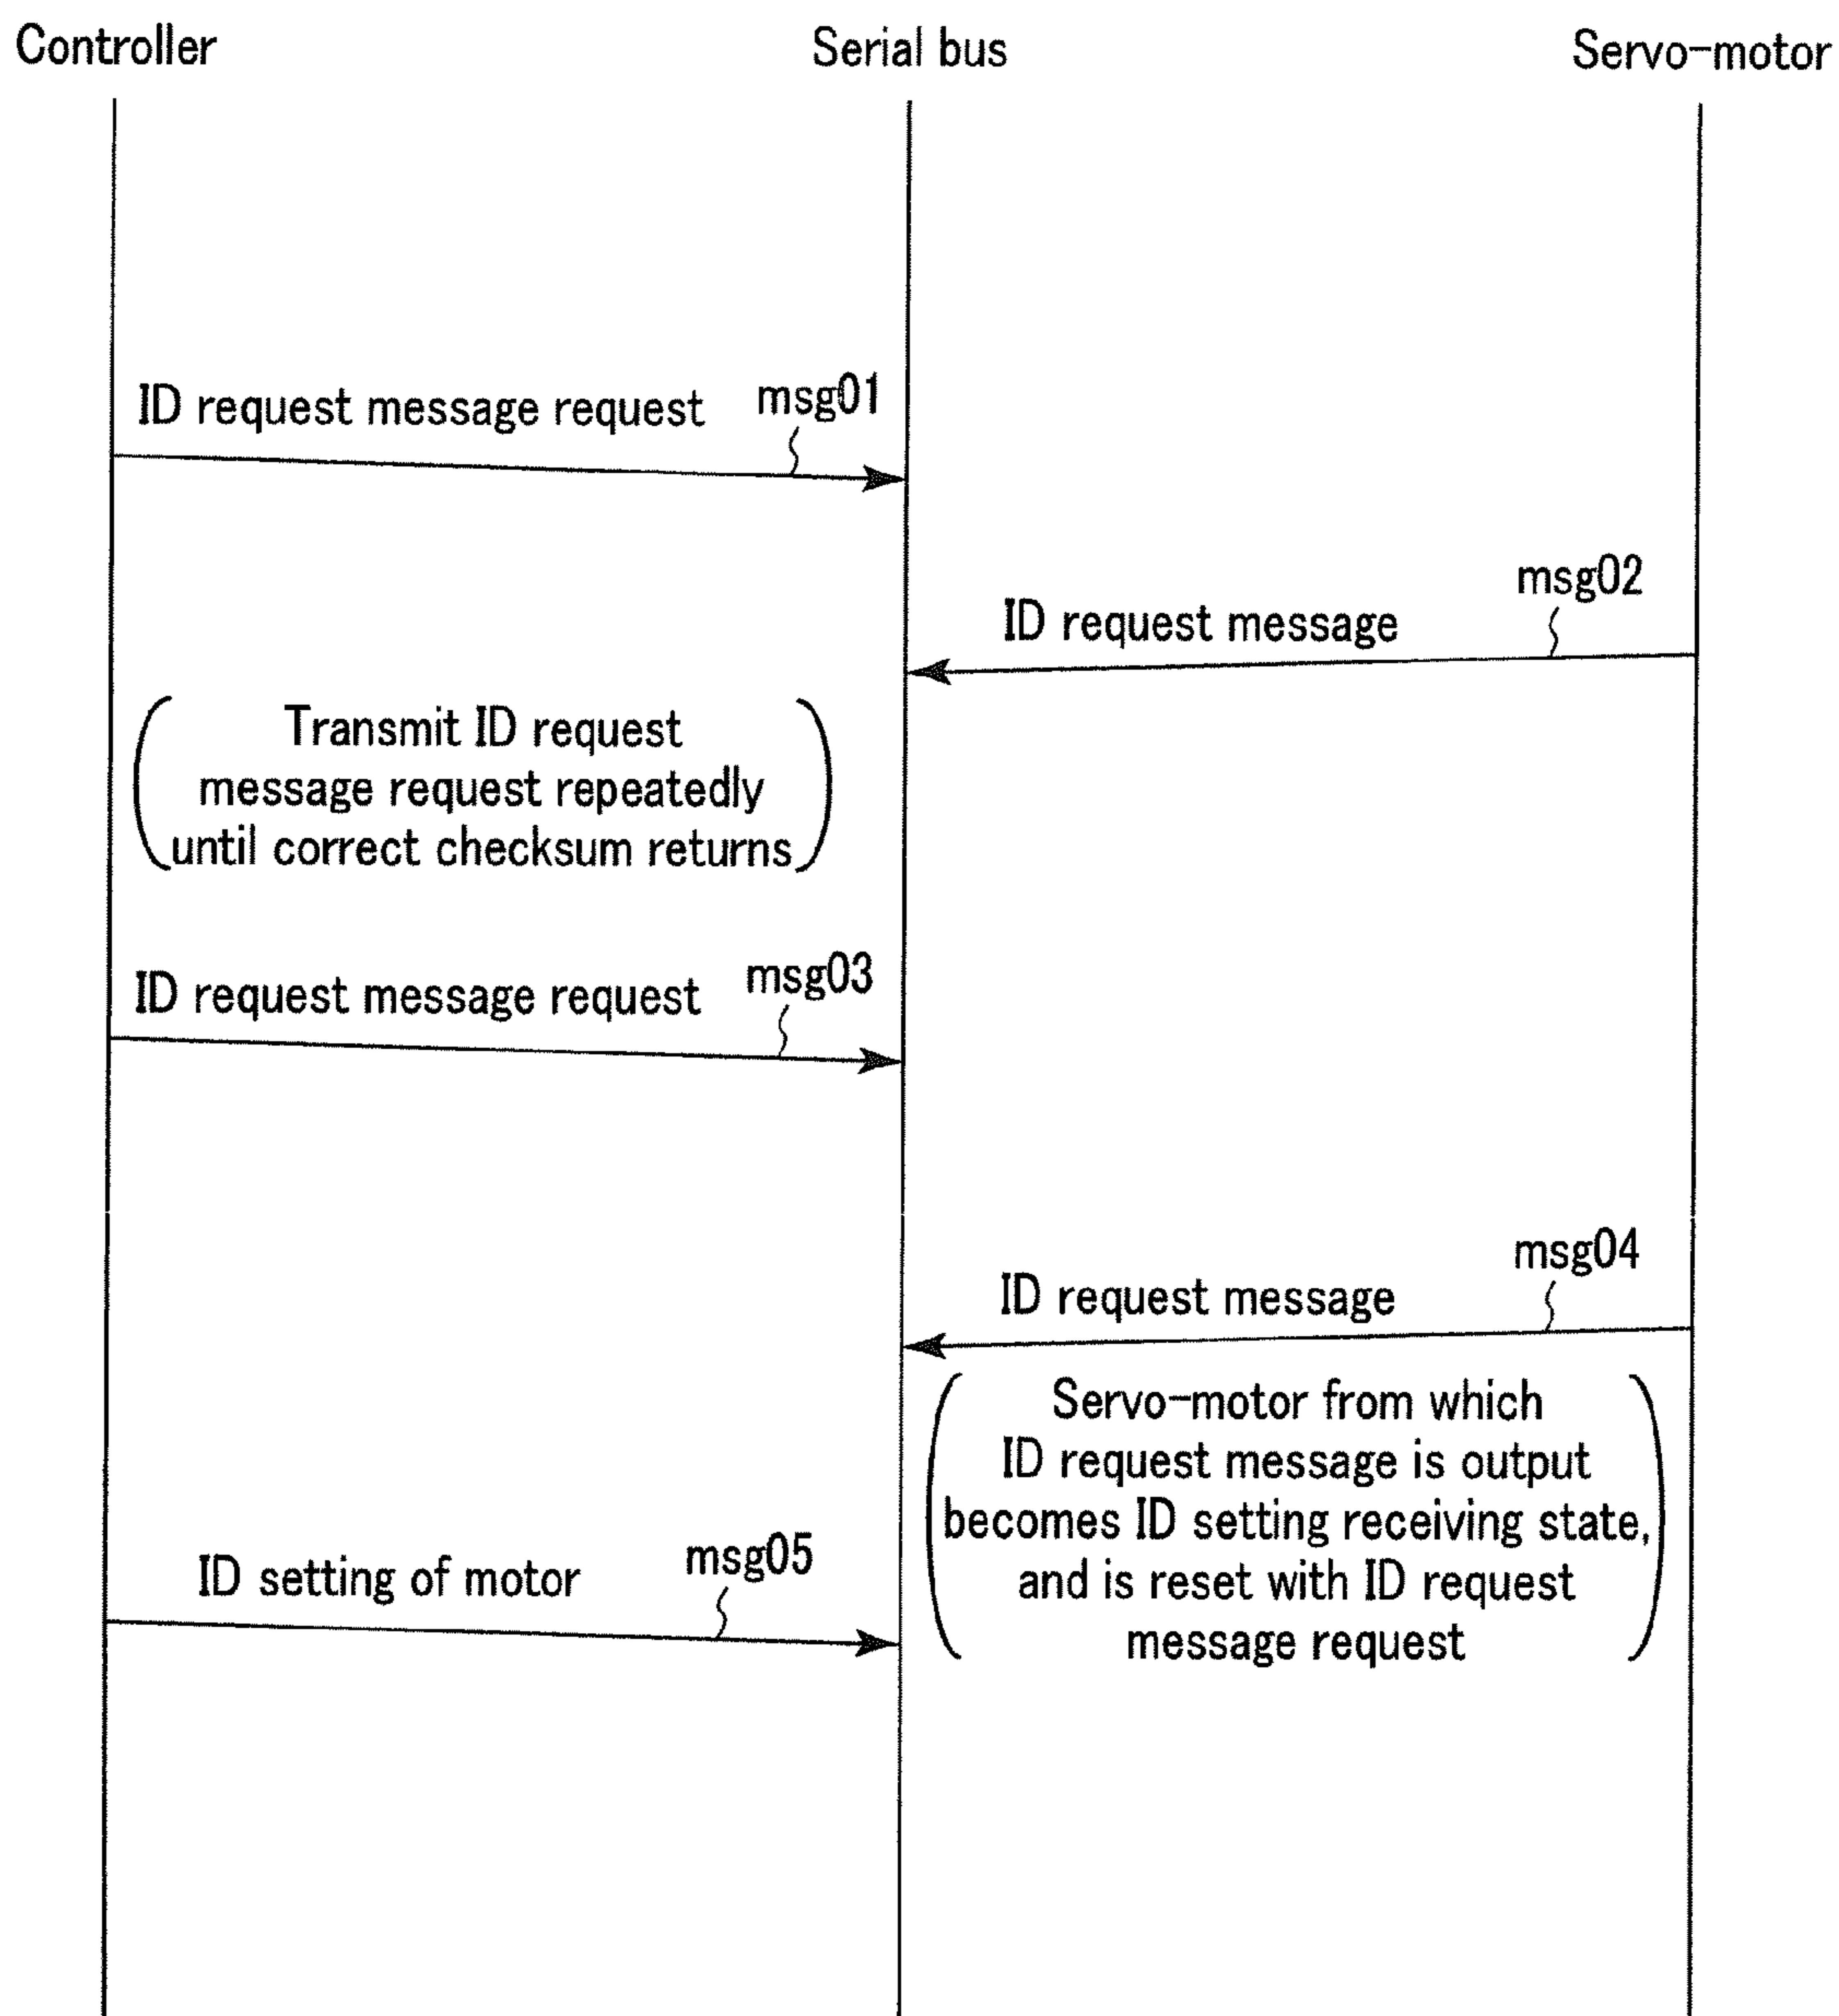 Controller
Serial bus
Servo-motor
ID request message request
msg01
msg02
ID request message
Transmit ID request
message request repeatedly
until correct checksum returns
ID request message request
msg03
msg04
ID request message
Servo-motor from which
ID request message is output
becomes ID setting receiving state,
and is reset with ID request
message request
ID setting of motor
msg05